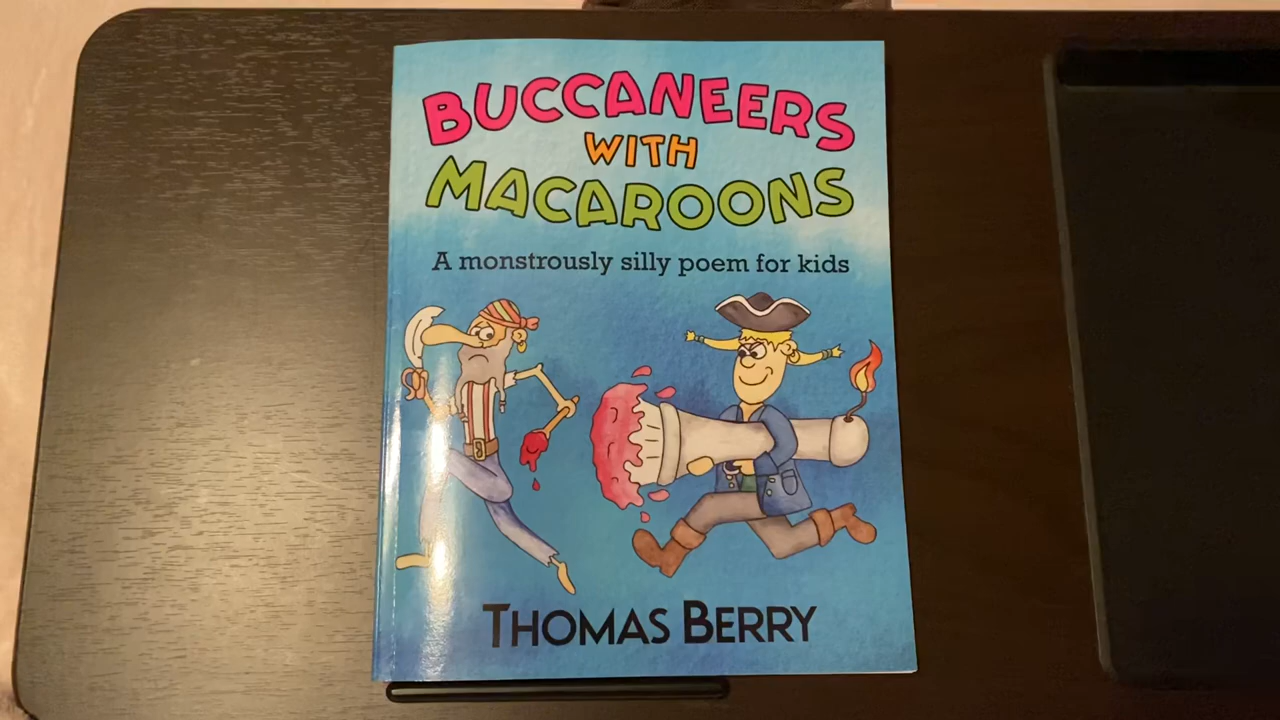 BUCCANEERS
WITH
MACAROONS
A monstrously silly poem for kids
THOMAS BERRY